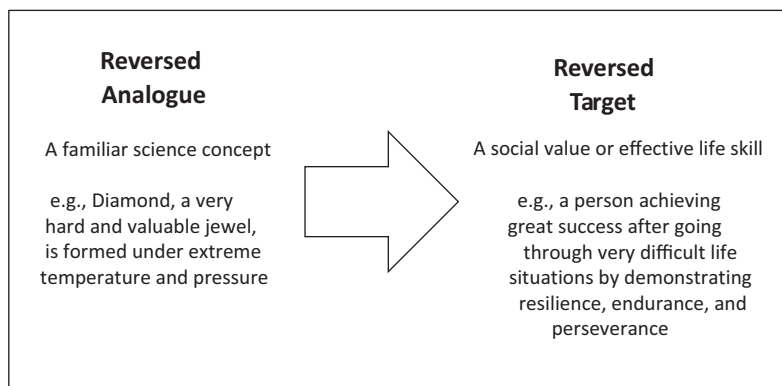 Reversed
Analogue
A familiar science concept
e.g., Diamond, a very
hard and valuable jewel,
is formed under extreme
temperature and pressure
Reversed
Target
A social value or effective life skill
e.g., a person achieving
great success after going
through very difficult life
situations by demonstrating
resilience, endurance, and
perseverance